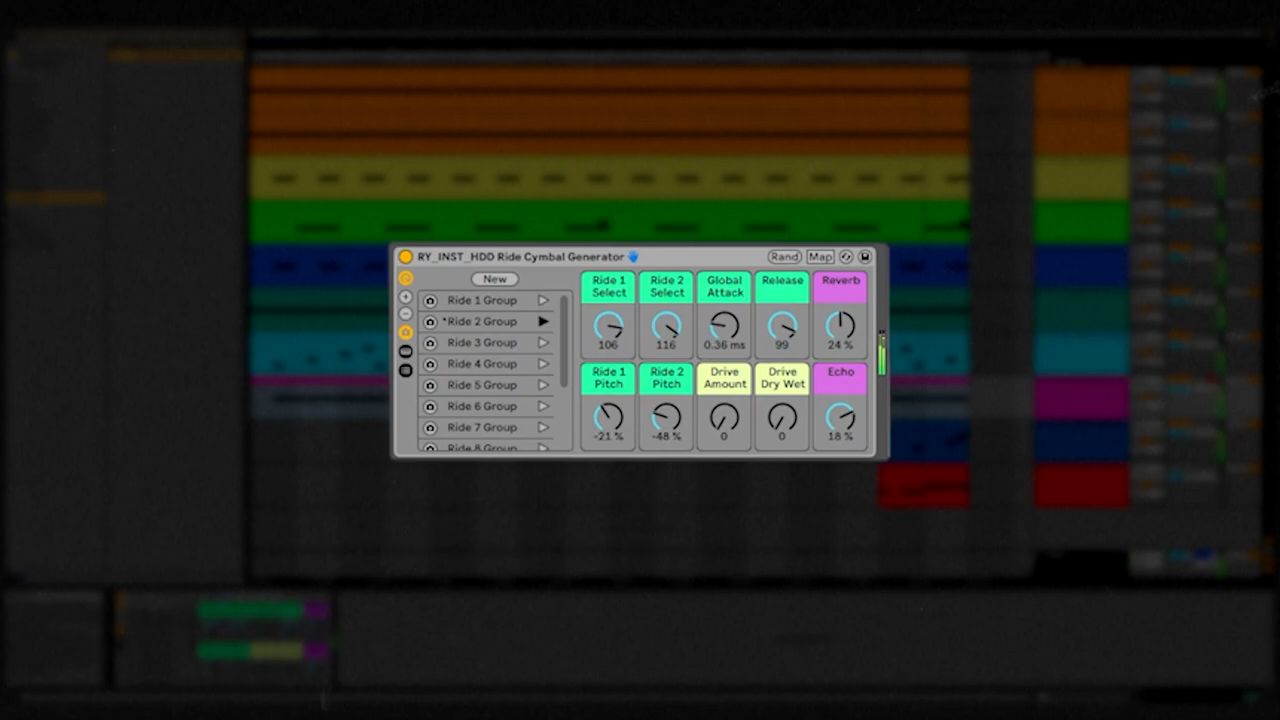 RY_INST_HDD Ride Cymbal Generator Rand Map
New
Ride 1 Group
*Ride 2 Group
Ride 3 Group
Ride 4 Group
Ride 5 Group
Ride 6 Group
Ride 7 Group
Ride 8 Group
Ride 1 Select
106
Ride 2 Select
116
Global Attack
0.36 ms
Release
99
Reverb
24 %
Ride 1 Pitch
-21 %
Ride 2 Pitch
-48 %
Drive Amount
0
Drive Dry Wet
0
Echo
18 %